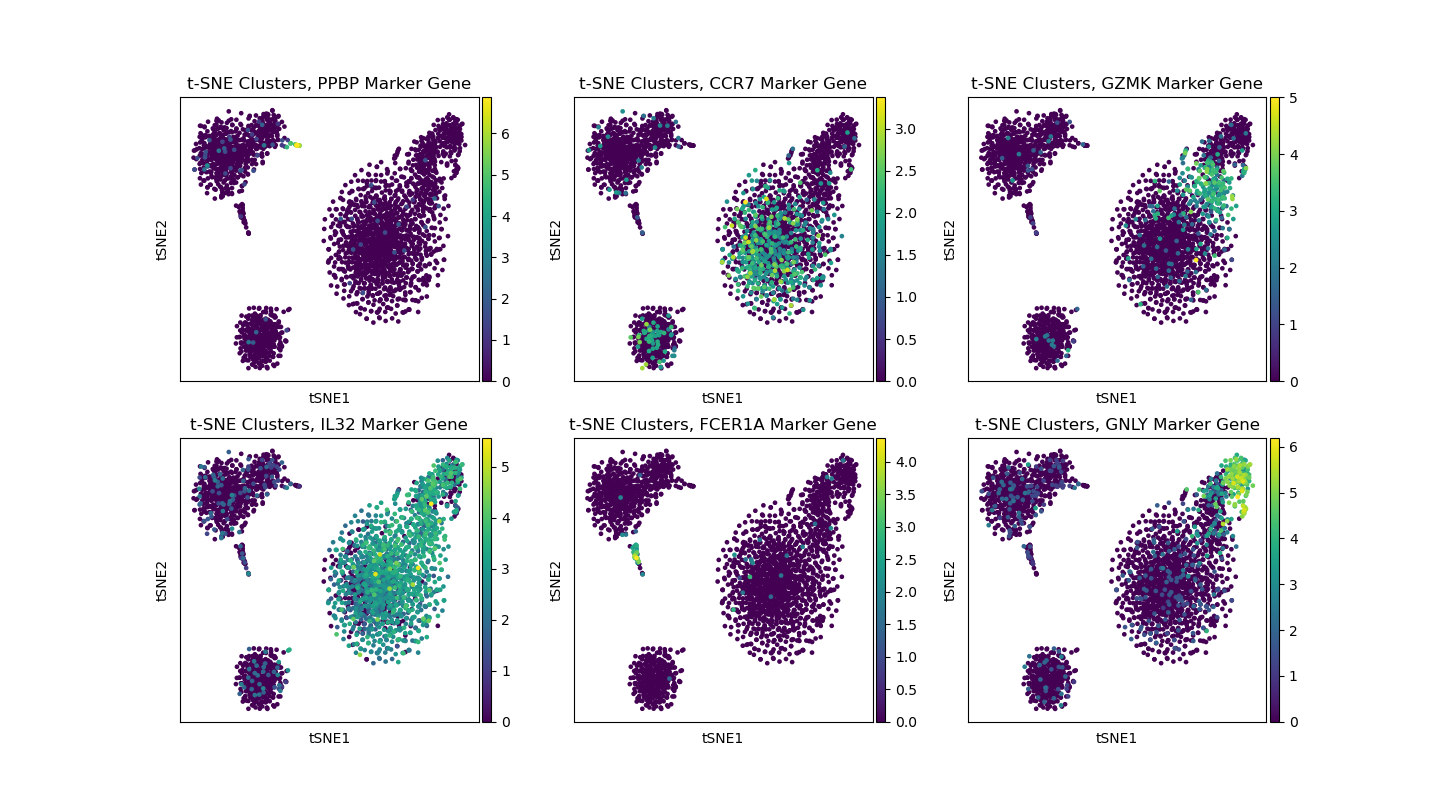 t-SNE Clusters, PPBP Marker Gene
tSNE2
tSNE1
6
5
4
3
2
1
0
t-SNE Clusters, CCR7 Marker Gene
tSNE2
tSNE1
3.0
2.5
2.0
1.5
1.0
0.5
0.0
t-SNE Clusters, GZMK Marker Gene
tSNE2
tSNE1
5
4
3
2
1
0
t-SNE Clusters, IL32 Marker Gene
tSNE2
tSNE1
5
4
3
2
1
0
t-SNE Clusters, FCER1A Marker Gene
tSNE2
tSNE1
4.0
3.5
3.0
2.5
2.0
1.5
1.0
0.5
0.0
t-SNE Clusters, GNLY Marker Gene
tSNE2
tSNE1
6
5
4
3
2
1
0